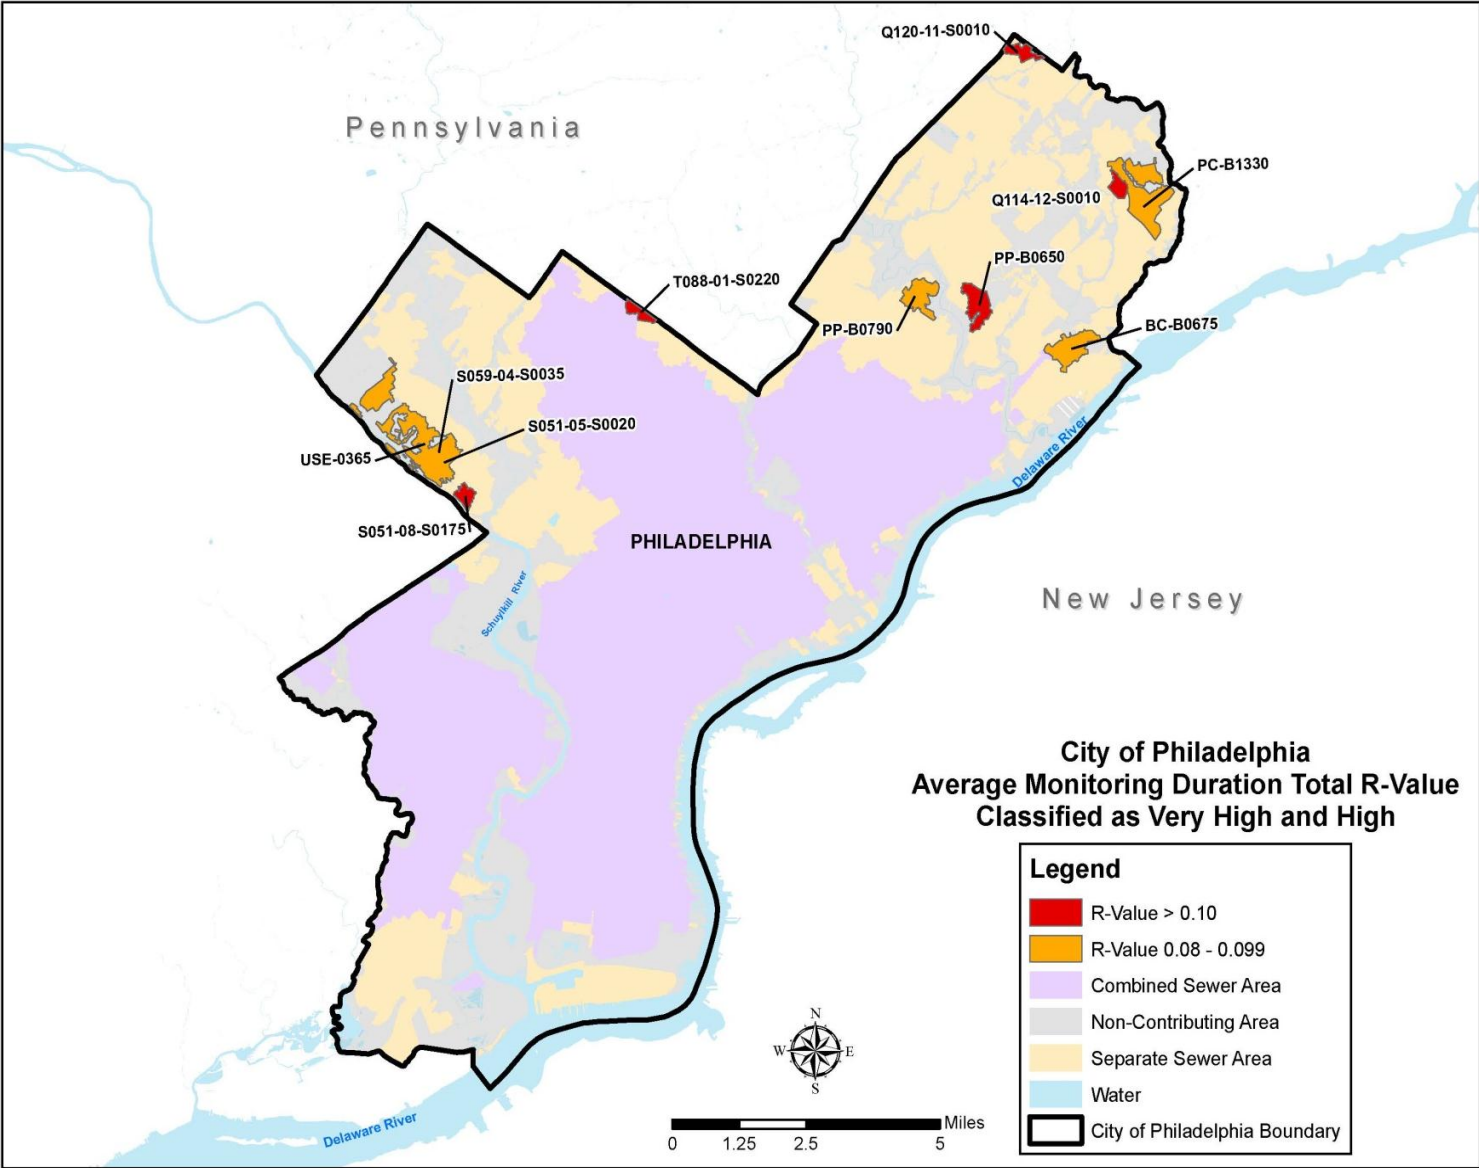 Q120-11-S0010
Pennsylvania
PC-B1330
Q114-12-S0010
PP-B0650
T088-01-S0220
PP-B0790
BC-B0675
S059-04-S0035
S051-05-S0020
USE-0365
Delaware River
S051-08-S0175
PHILADELPHIA
Schuylkill River
New Jersey
City of Philadelphia
Average Monitoring Duration Total R-Value
Classified as Very High and High
Legend
R-Value > 0.10
R-Value 0.08 - 0.099
Combined Sewer Area
Non-Contributing Area
Separate Sewer Area
Water
City of Philadelphia Boundary
N
W E
S
Miles
0 1.25 2.5 5
Delaware River